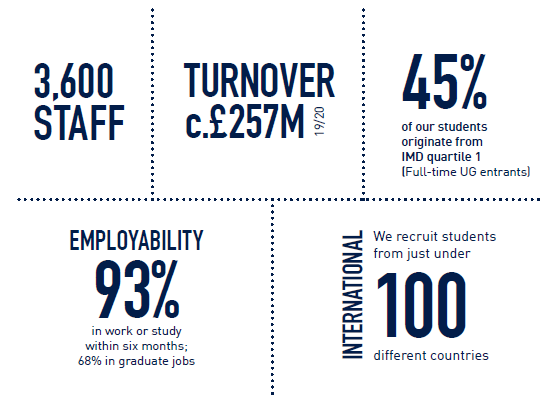 3,600
STAFF
TURNOVER
c.£257M 19/20
45%
of our students
originate from
IMD quartile 1
(Full-time UG entrants)
EMPLOYABILITY
93%
in work or study
within six months;
68% in graduate jobs
INTERNATIONAL
We recruit students
from just under
100
different countries